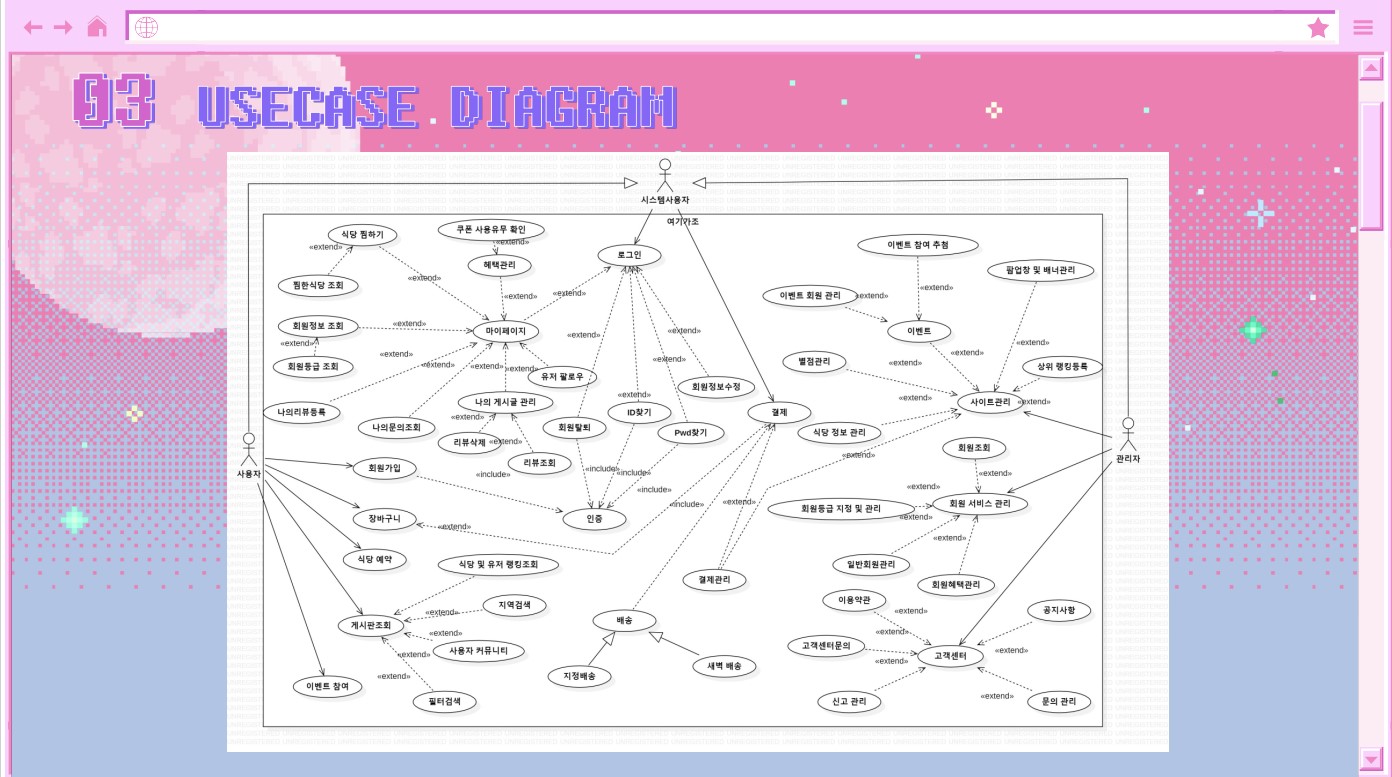 03 USECASE DIAGRAM
시스템사용자
여기가조
식당 찜하기
쿠폰 사용유무 확인
«extend»
«extend»
로그인
이벤트 참여 추첨
혜택관리
팝업창 및 배너관리
«extend»
찜한식당 조회
«extend»
«extend»
«extend»
이벤트 회원 관리
«extend»
«extend»
회원정보 조회
«extend»
마이페이지
«extend»
«extend»
이벤트
«extend»
«extend»
«extend»
«extend»
«extend»
별점관리
«extend»
회원등급 조회
«extend»
«extend»
유저 팔로우
상위 랭킹등록
회원정보수정
«extend»
«extend»
나의 게시글 관리
사이트관리
«extend»
나의리뷰등록
«extend»
ID찾기
결제
나의문의조회
회원탈퇴
Pwd찾기
식당 정보 관리
리뷰삭제
«extend»
회원조회
«extend»
관리자
리뷰조회
사용자
회원가입
«include»
«include»
«include»
«extend»
«include»
«extend»
«include»
«extend»
회원 서비스 관리
장바구니
인증
회원등급 지정 및 관리
«extend»
«extend»
«extend»
식당 예약
식당 및 유저 랭킹조회
일반회원관리
결제관리
회원혜택관리
지역검색
이용약관
«extend»
공지사항
«extend»
배송
게시판조회
«extend»
«extend»
사용자 커뮤니티
고객센터문의
«extend»
«extend»
«extend»
고객센터
새벽 배송
«extend»
지정배송
이벤트 참여
«extend»
필터검색
신고 관리
문의 관리